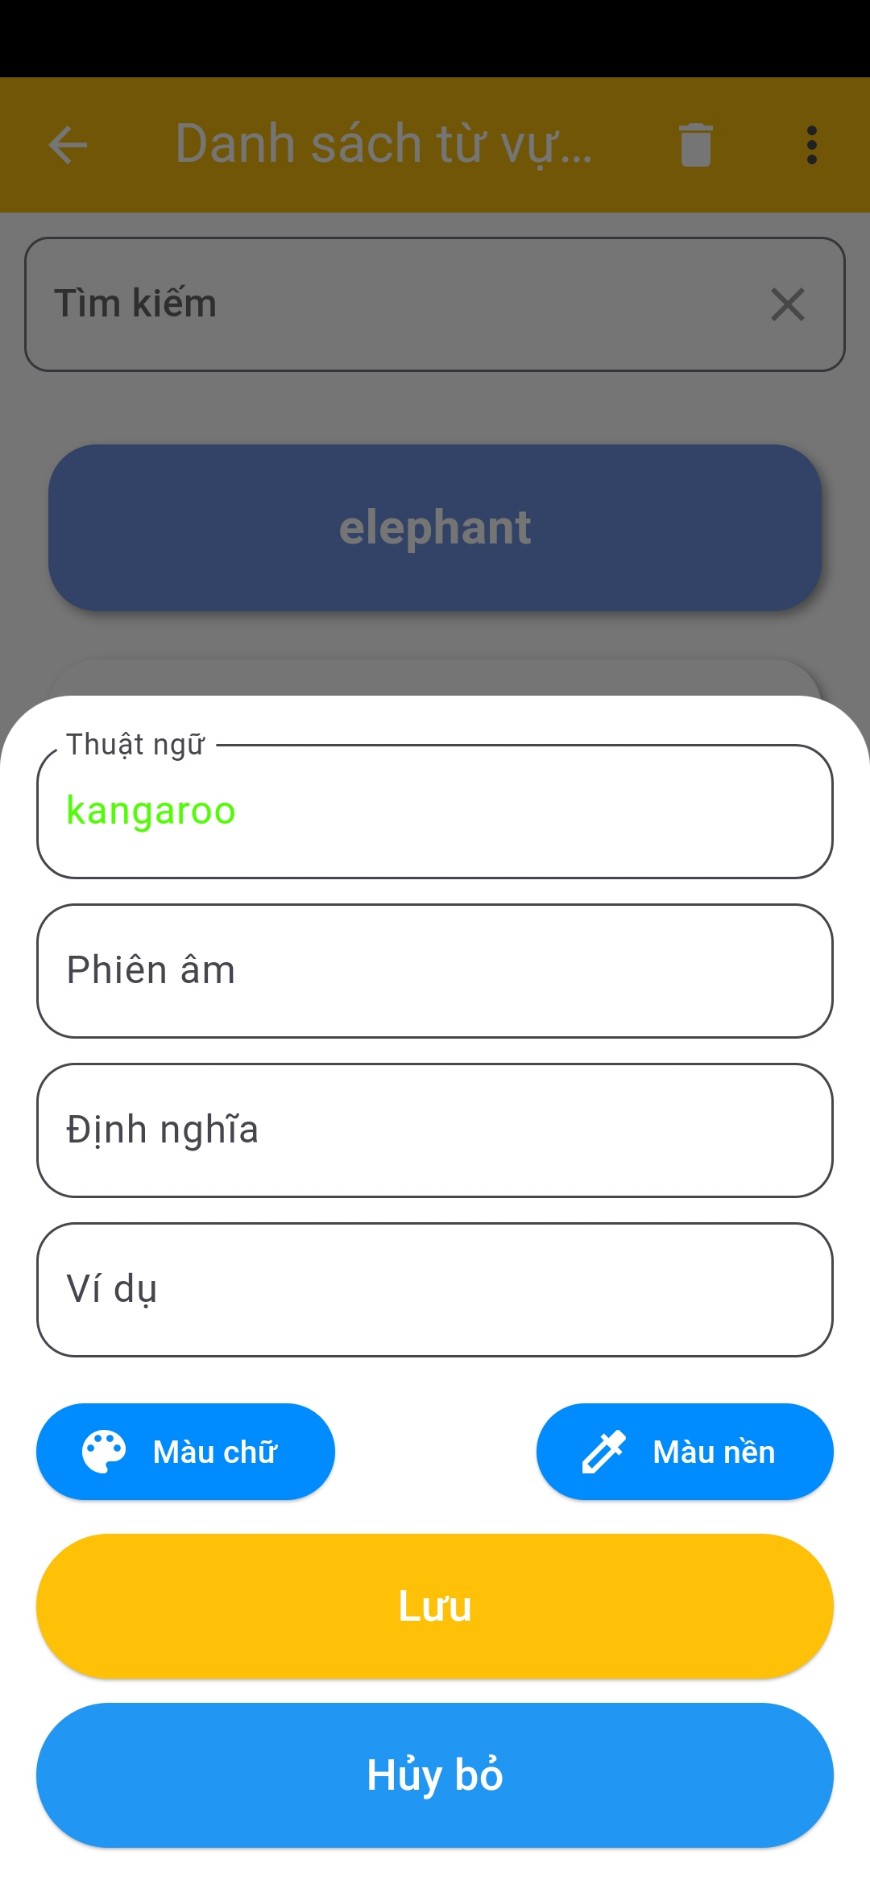 Danh sách từ vự...
Tìm kiếm
elephant
Thuật ngữ
kangaroo
Phiên âm
Định nghĩa
Ví dụ
Màu chữ
Màu nền
Lưu
Hủy bỏ